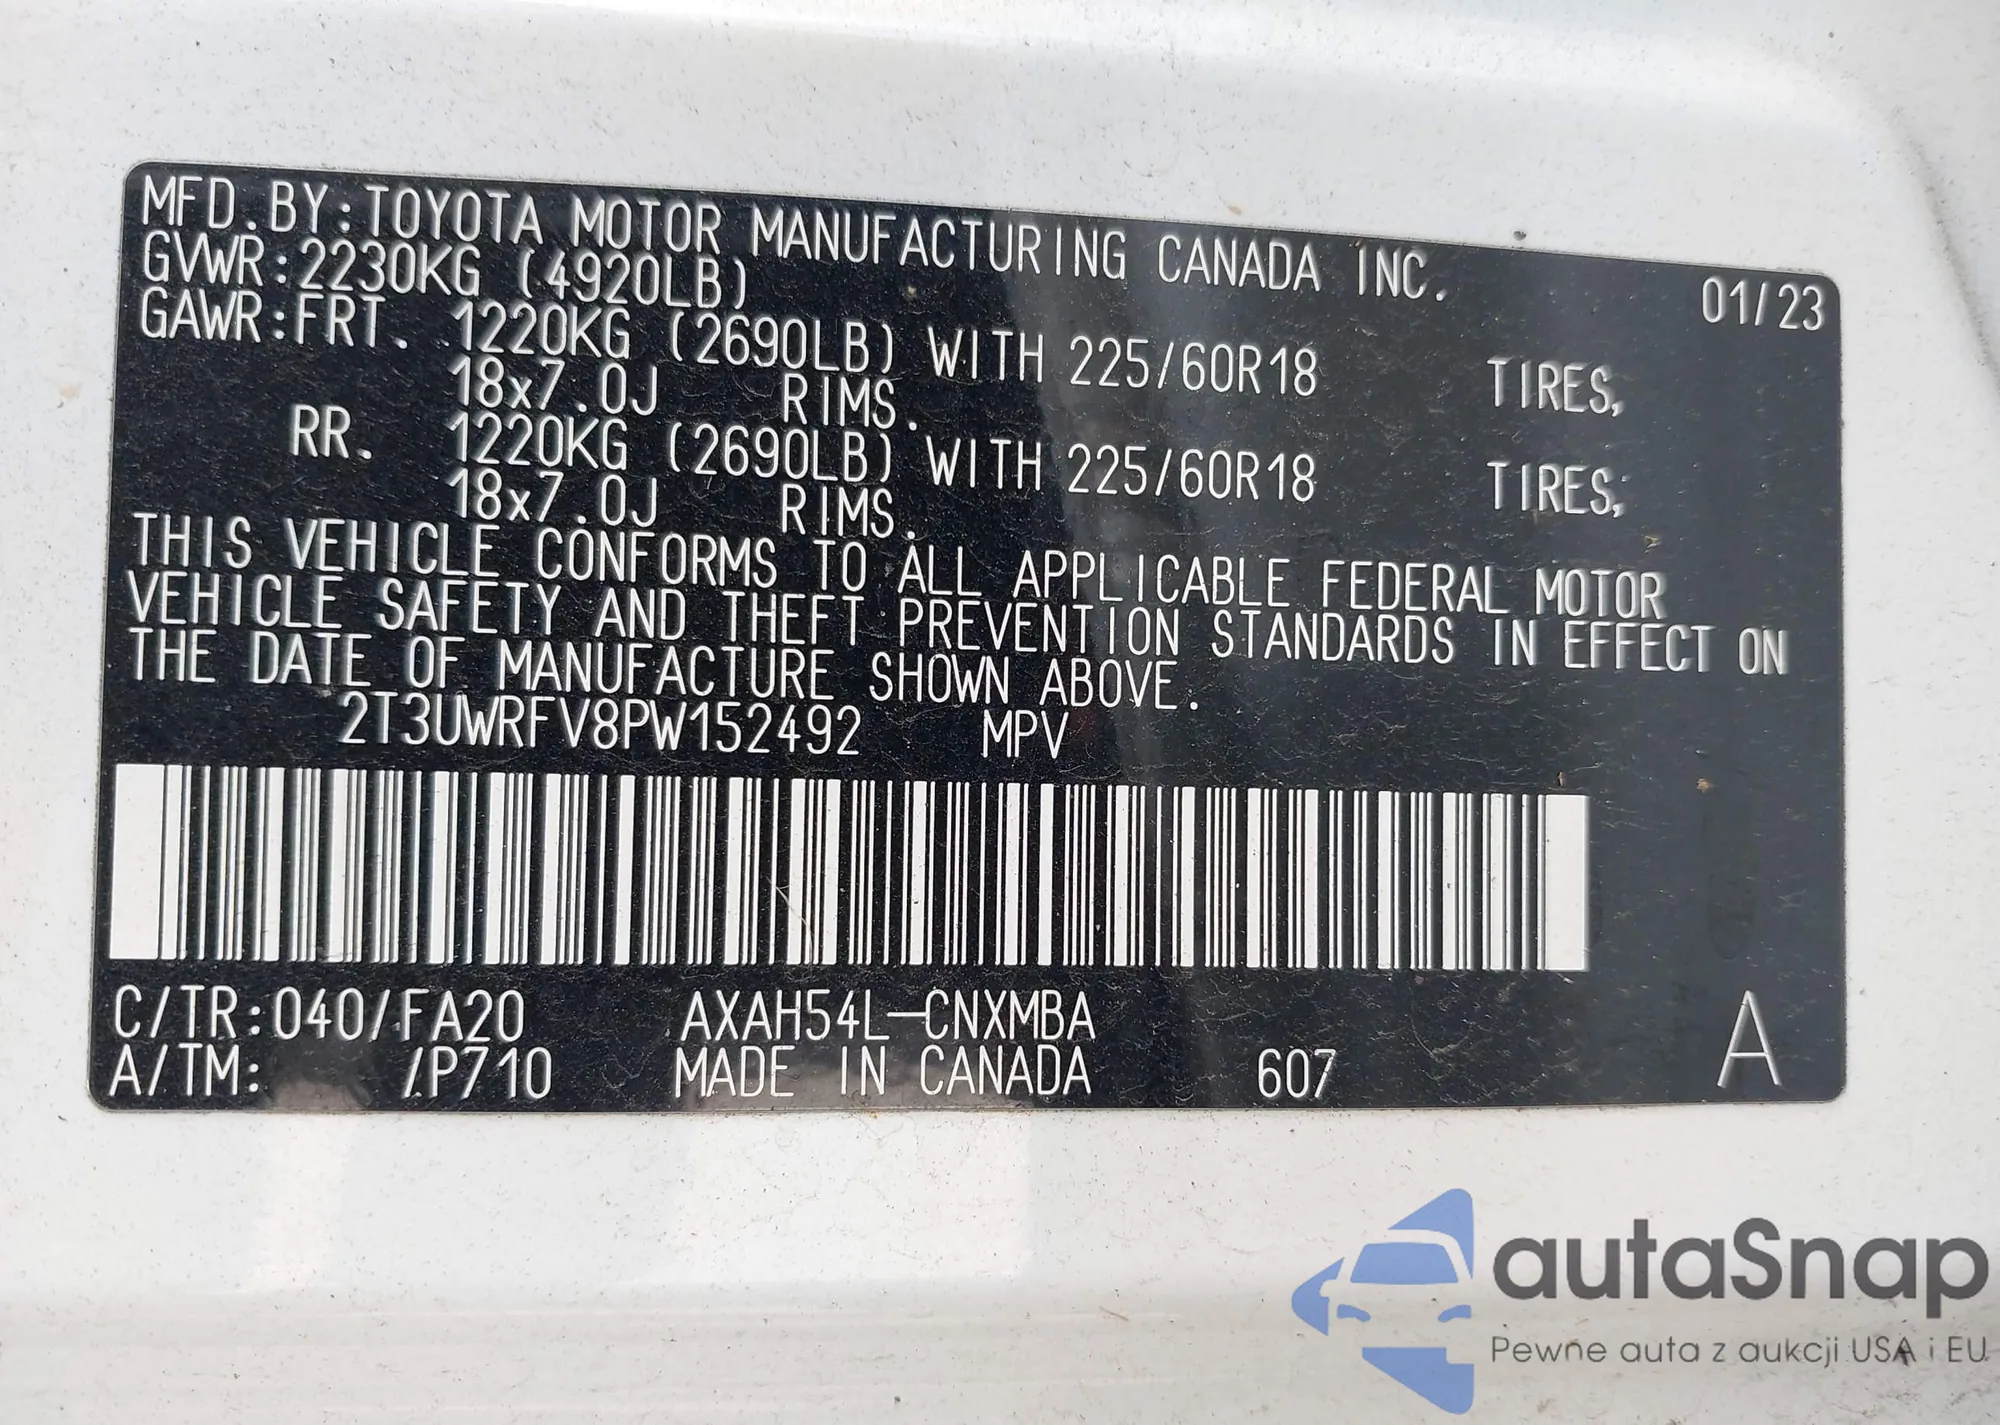 MFD.BY:TOYOTA MOTOR MANUFACTURING CANADA INC. 01/23
GVWR:2230KG (4920LB)
GAWR:FRT. 1220KG (2690LB) WITH 225/60R18 TIRES,
18x7.0J RIMS.
RR. 1220KG (2690LB) WITH 225/60R18 TIRES,
18x7.0J RIMS.
THIS VEHICLE CONFORMS TO ALL APPLICABLE FEDERAL MOTOR
VEHICLE SAFETY AND THEFT PREVENTION STANDARDS IN EFFECT ON
THE DATE OF MANUFACTURE SHOWN ABOVE.
2T3UWRFV8PW152492 MPV
C/TR:040/FA20 AXAH54L-CNXMBA
A/TM: /P710 MADE IN CANADA 607 A
autaSnap
Pewne auta z aukcji USA i EU